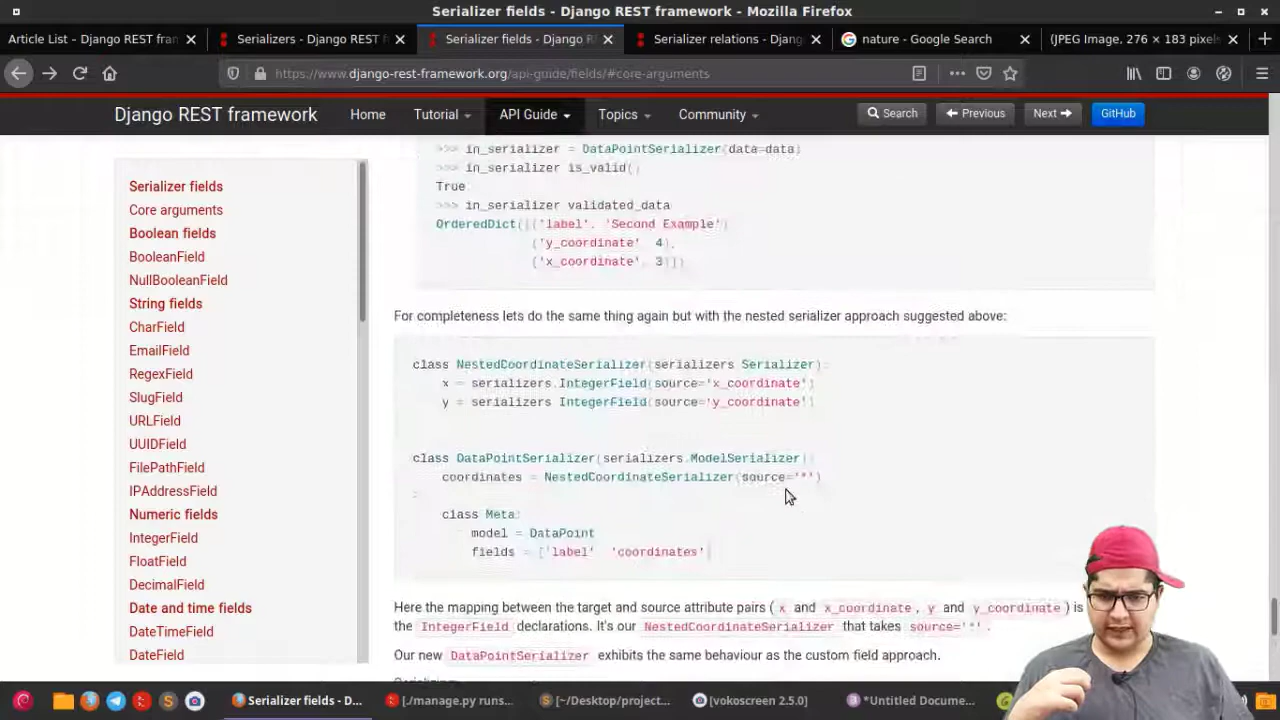 Serializer fields - Django REST framework - Mozilla Firefox
Article List – Django REST fran
Serializers - Django REST f
Serializer fields - Django R
Serializer relations - Djang
nature - Google Search
(JPEG Image, 276 × 183 pixel
https://www.django-rest-framework.org/api-guide/fields/#core-arguments
Django REST framework
Home
Tutorial
API Guide
Topics
Community
Search
Previous
Next
GitHub
Serializer fields
Core arguments
Boolean fields
BooleanField
NullBooleanField
String fields
CharField
EmailField
RegexField
SlugField
URLField
UUIDField
FilePathField
IPAddressField
Numeric fields
IntegerField
FloatField
DecimalField
Date and time fields
DateTimeField
DateField
>>> in_serializer = DataPointSerializer(data=data)
>>> in_serializer is_valid()
True
>>> in_serializer validated_data
OrderedDict([('label'. 'Second Example')
('y_coordinate' 4),
('x_coordinate', 3)])
For completeness lets do the same thing again but with the nested serializer approach suggested above:
class NestedCoordinateSerializer(serializers Serializer):
x = serializers.IntegerField(source='x_coordinate')
y = serializers IntegerField(source='y_coordinate')
class DataPointSerializer(serializers.ModelSerializer):
coordinates = NestedCoordinateSerializer(source='*')
class Meta:
model = DataPoint
fields = ['label' 'coordinates']
Here the mapping between the target and source attribute pairs ( x and x_coordinate , y and y_coordinate ) is
the IntegerField declarations. It's our NestedCoordinateSerializer that takes source='*' .
Our new DataPointSerializer exhibits the same behaviour as the custom field approach.
Serializer fields - D...
[./manage.py runs...
[~/Desktop/project...
[vokoscreen 2.5.0]
*Untitled Docume...